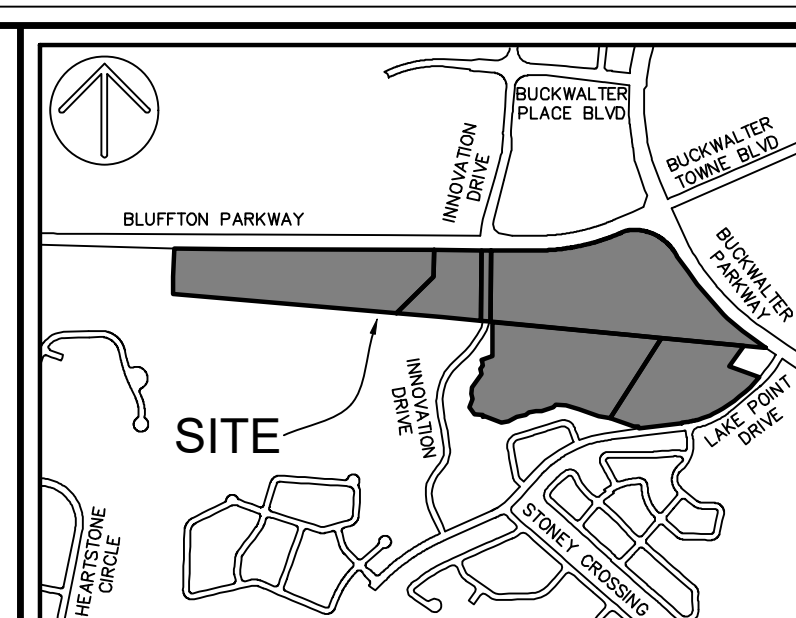 BUCKWALTER
PLACE BLVD
INNOVATION
DRIVE
BUCKWALTER
TOWNE BLVD
BLUFFTON PARKWAY
BUCKWALTER
PARKWAY
INNOVATION
DRIVE
SITE
LAKE POINT
DRIVE
HEARTSTONE
CIRCLE
STONEY CROSSING